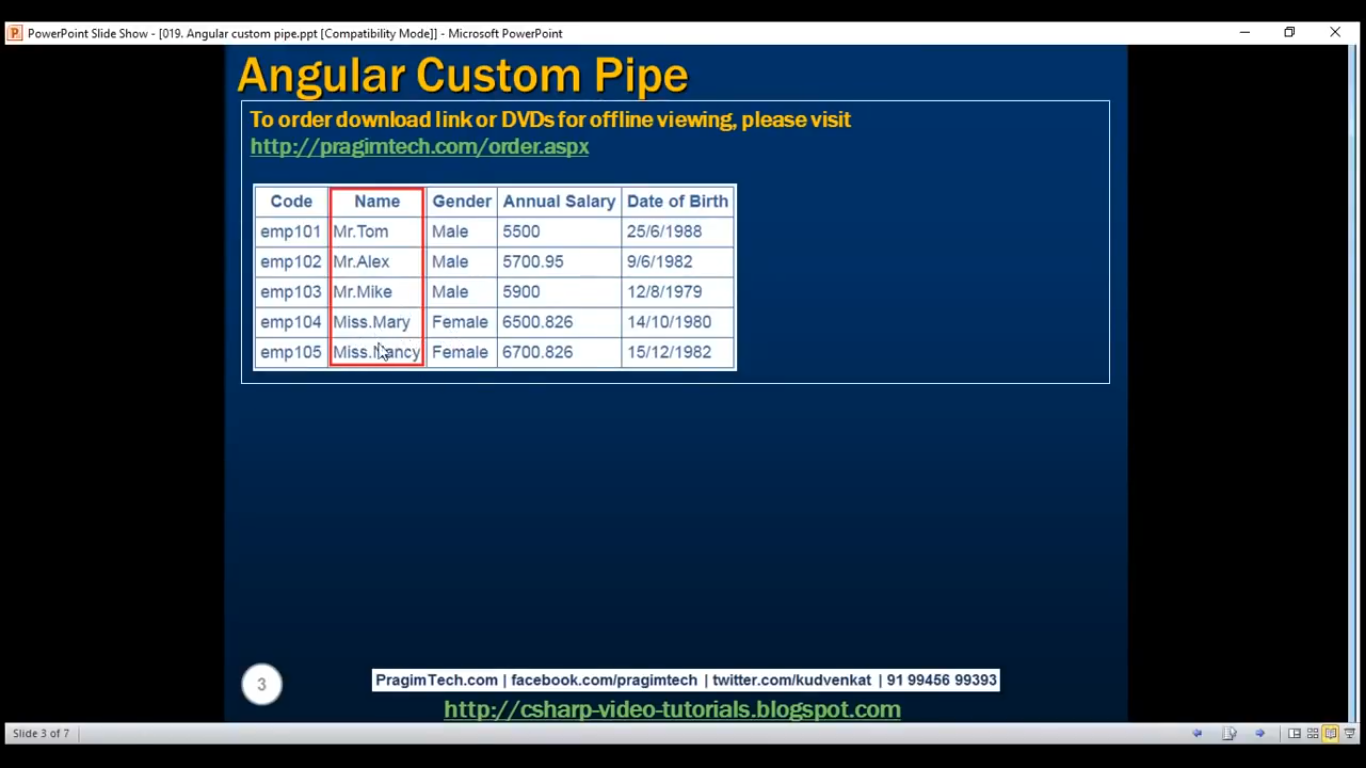 PowerPoint Slide Show - [019. Angular custom pipe.ppt [Compatibility Mode]] - Microsoft PowerPoint
Angular Custom Pipe
To order download link or DVDs for offline viewing, please visit
http://pragimtech.com/order.aspx
Code Name Gender Annual Salary Date of Birth
emp101 Mr.Tom Male 5500 25/6/1988
emp102 Mr.Alex Male 5700.95 9/6/1982
emp103 Mr.Mike Male 5900 12/8/1979
emp104 Miss.Mary Female 6500.826 14/10/1980
emp105 Miss.Nancy Female 6700.826 15/12/1982
3
PragimTech.com | facebook.com/pragimtech | twitter.com/kudvenkat | 91 99456 99393
http://csharp-video-tutorials.blogspot.com
Slide 3 of 7